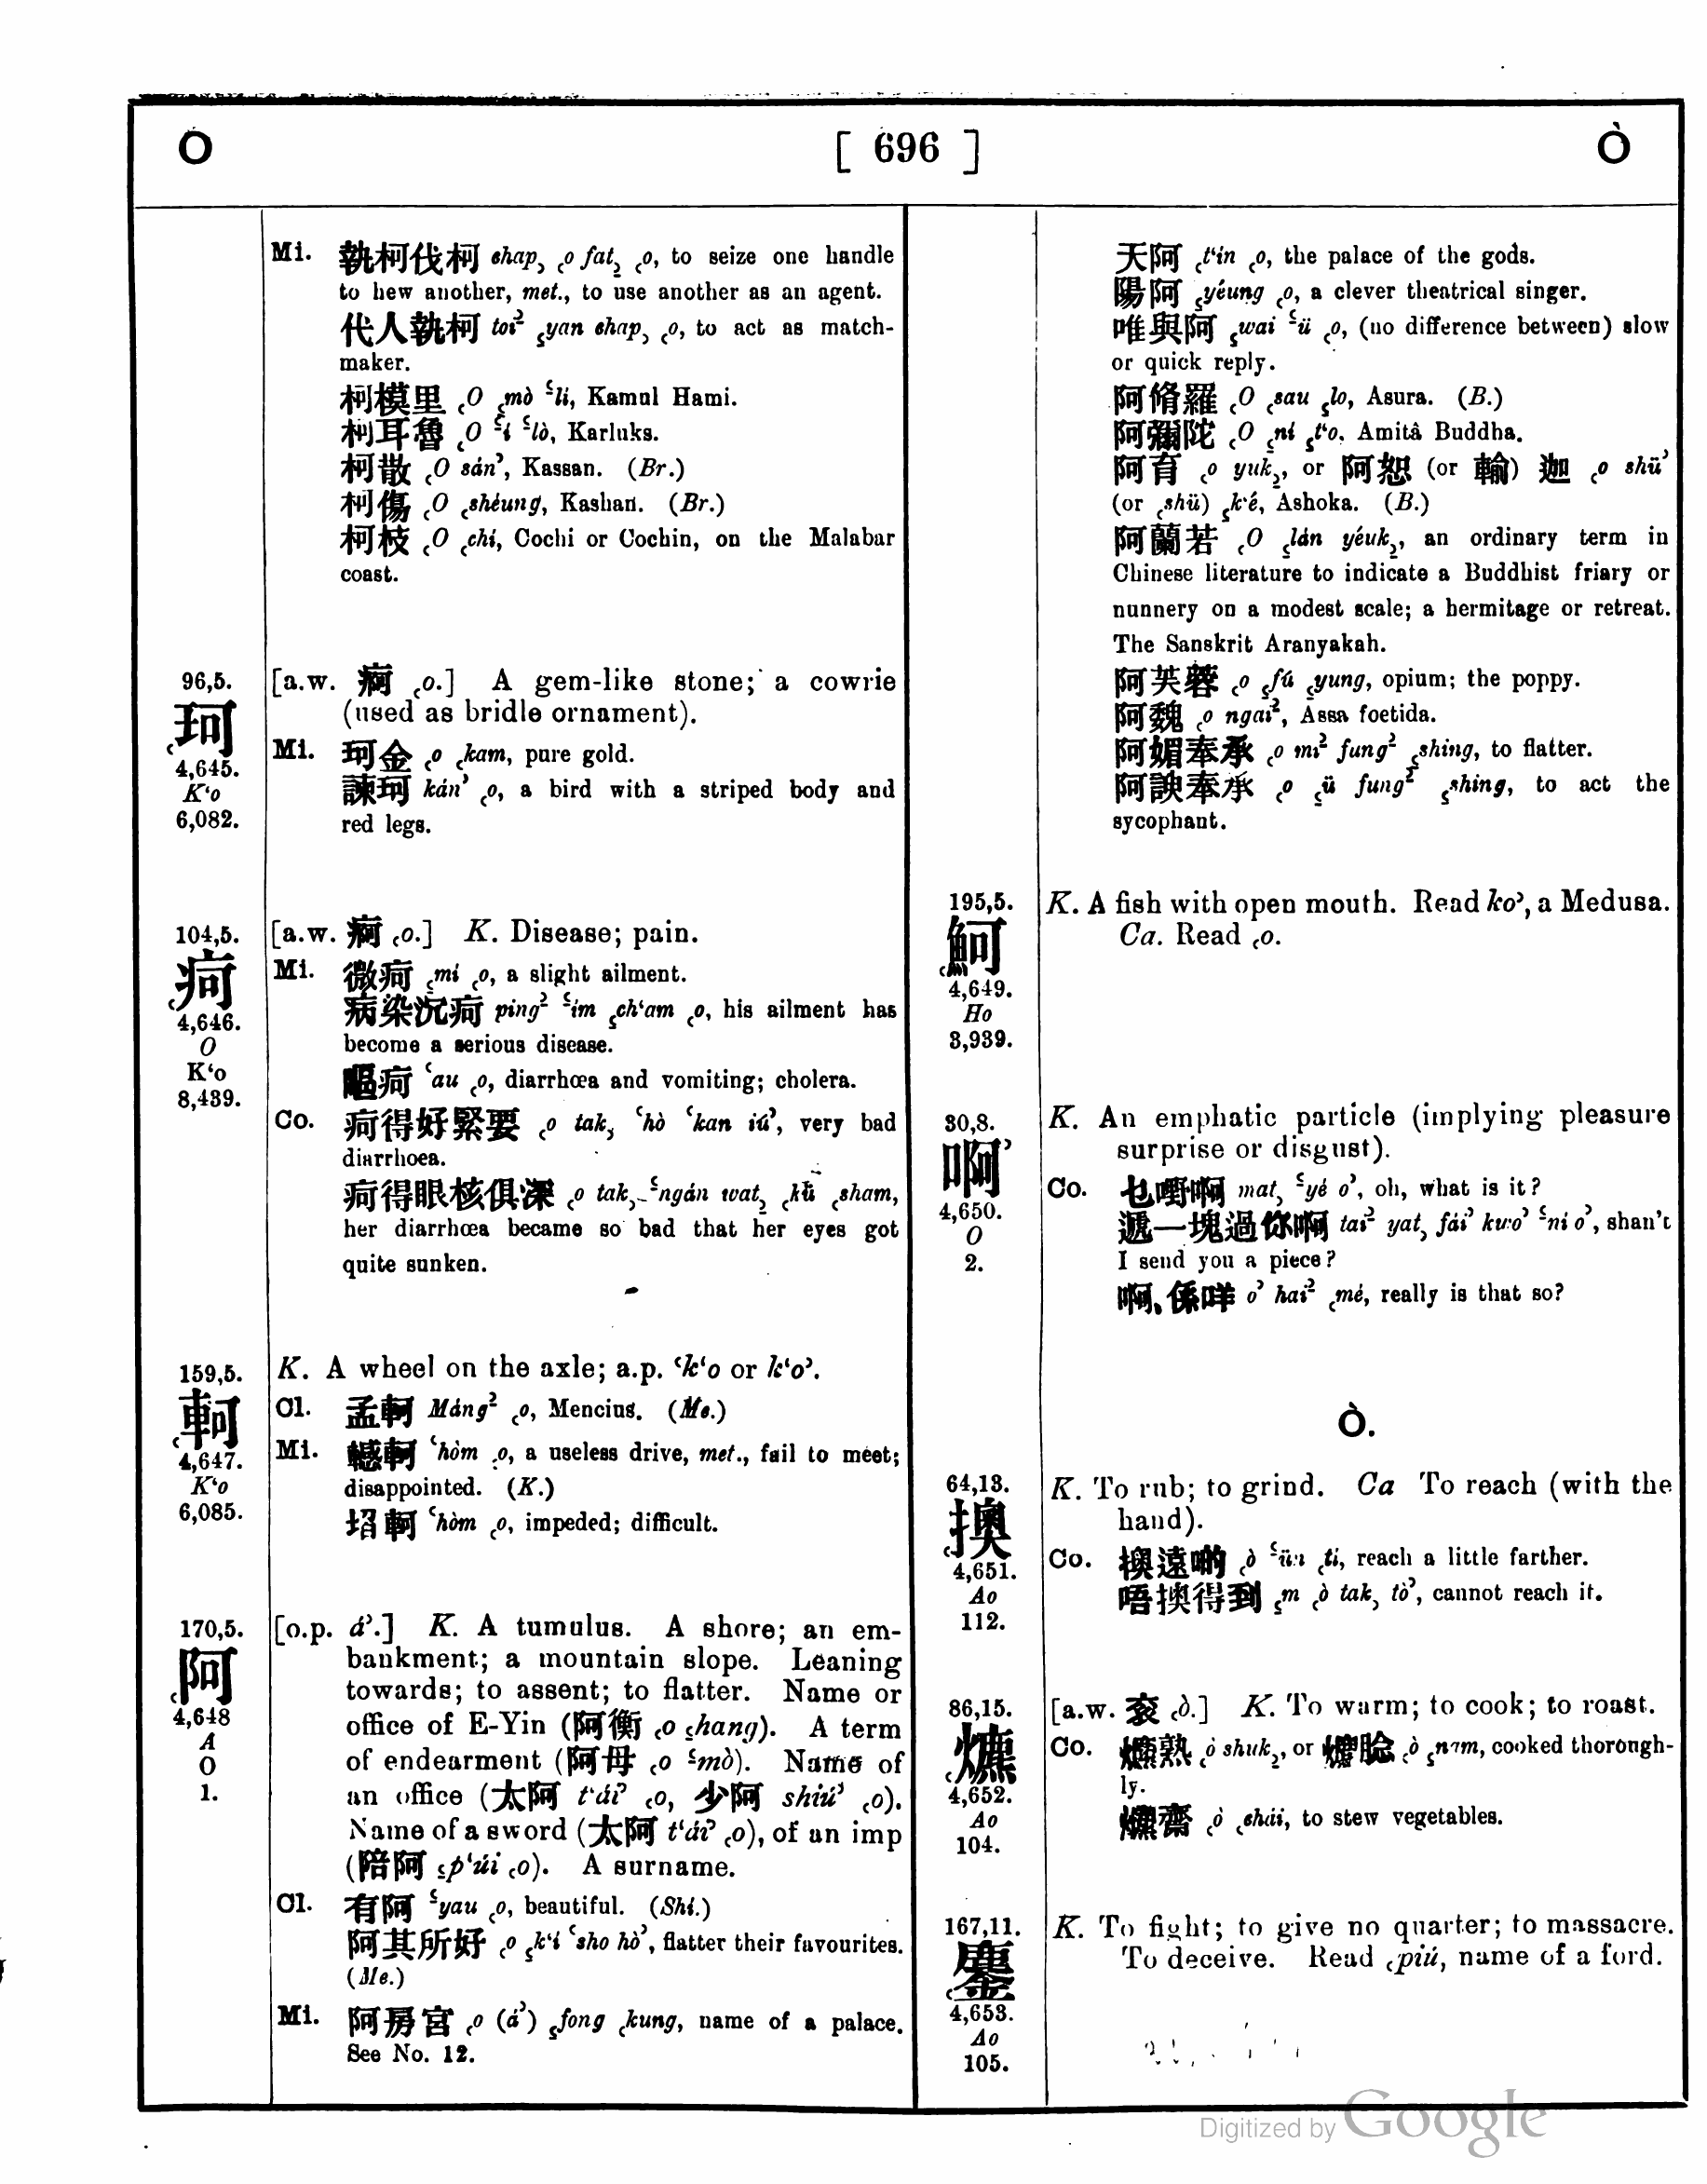 O [ 696 ] Ò
Mi. 執柯伐柯 chap꜆ ꜀o fat꜇ ꜀o, to seize one handle
to hew another, met., to use another as an agent.
代人執柯 toi꜅ ꜁yan chap꜆ ꜀o, to act as match-
maker.
柯模里 ꜀O ꜁mò ꜃li, Kamul Hami.
柯耳魯 ꜀O ꜃i ꜃lò, Karluks.
柯散 ꜀O sán꜄, Kassan. (Br.)
柯傷 ꜀O ꜀shéung, Kashan. (Br.)
柯枝 ꜀O ꜀chi, Cochi or Cochin, on the Malabar
coast.
96,5.
珂
4,645.
K‘o
6,082.
[a.w. 痾 ꜀o.] A gem-like stone; a cowrie
(used as bridle ornament).
Mi. 珂金 ꜀o ꜀kam, pure gold.
諫珂 kán꜄ ꜀o, a bird with a striped body and
red legs.
104,5.
疴
4,646.
O
K‘o
8,439.
[a.w. 痾 ꜀o.] K. Disease; pain.
Mi. 微疴 ꜁mí ꜀o, a slight ailment.
病染沉疴 ping꜅ ꜃im ꜁ch‘am ꜀o, his ailment has
become a serious disease.
嘔疴 ꜂au ꜀o, diarrhœa and vomiting; cholera.
Co. 疴得好緊要 ꜀o tak꜆ ꜂hò ꜂kan iú꜄, very bad
diarrhoea.
疴得眼核俱深 ꜀o tak꜆ ꜃ngán wat꜇ ꜀kü ꜀sham,
her diarrhœa became so bad that her eyes got
quite sunken.
159,5.
軻
4,647.
K‘o
6,085.
K. A wheel on the axle; a.p. ꜂k‘o or k‘o꜄.
Cl. 孟軻 Máng꜅ ꜀o, Mencius. (Me.)
Mi. 轗軻 ꜂hòm ꜀o, a useless drive, met., fail to meet;
disappointed. (K.)
軻 ꜂hòm ꜀o, impeded; difficult.
170,5.
阿
4,648
A
O
1.
[o.p. á꜄.] K. A tumulus. A shore; an em-
bankment; a mountain slope. Leaning
towards; to assent; to flatter. Name or
office of E-Yin (阿衡 ꜀o ꜁hang). A term
of endearment (阿母 ꜀o ꜃mò). Name of
an office (太阿 t‘ái꜄ ꜀o, 少阿 shiú꜄ ꜀o).
Name of a sword (太阿 t‘ái꜄ ꜀o), of an imp
(陪阿 ꜁p‘úi ꜀o). A surname.
Cl. 有阿 ꜃yau ꜀o, beautiful. (Shi.)
阿其所好 ꜀o ꜁k‘i ꜂sho hò꜄, flatter their favourites.
(Me.)
Mi. 阿房宮 ꜀o (á꜄) ꜁fong ꜀kung, name of a palace.
See No. 12.
天阿 ꜀t‘in ꜀o, the palace of the gods.
陽阿 ꜁yéung ꜀o, a clever theatrical singer.
唯與阿 ꜁wai ꜃ü ꜀o, (no difference between) slow
or quick reply.
阿脩羅 ꜀O ꜀sau ꜁lo, Asura. (B.)
阿彌陀 ꜀O ꜁ní ꜁t‘o, Amitâ Buddha.
阿育 ꜀o yuk꜇, or 阿恕 (or 輸) 迦 ꜀o shü꜄
(or ꜀shü) ꜁k‘é, Ashoka. (B.)
阿蘭若 ꜀O ꜁lán yéuk꜇, an ordinary term in
Chinese literature to indicate a Buddhist friary or
nunnery on a modest scale; a hermitage or retreat.
The Sanskrit Aranyakah.
阿芙蓉 ꜀o ꜁fú ꜁yung, opium; the poppy.
阿魏 ꜀o ngai꜅, Assa foetida.
阿媚奉承 ꜀o mi꜅ fung꜅ ꜁shing, to flatter.
阿諛奉承 ꜀o ꜁ü fung꜅ ꜁shing, to act the
sycophant.
195,5.
魺
4,649.
Ho
3,939.
K. A fish with open mouth. Read ko꜄, a Medusa.
Ca. Read ꜀o.
30,8.
啊꜄
4,650.
O
2.
K. An emphatic particle (implying pleasure
surprise or disgust).
Co. 乜嘢啊 mat꜆ ꜃yé o꜄, oh, what is it?
遞一塊過你啊 tai꜅ yat꜆ fái꜄ kwo꜄ ꜃ni o꜄, shan't
I send you a piece?
啊、係咩 o꜄ hai꜅ ꜀mé, really is that so?
Ò.
64,13.
擙
4,651.
Ao
112.
K. To rub; to grind. Ca To reach (with the
hand).
Co. 擙遠啲 ꜀ò ꜃ün ꜀ti, reach a little farther.
唔擙得到 ꜁m ꜀ò tak꜆ tò꜄, cannot reach it.
86,15.
爊
4,652.
Ao
104.
[a.w. ꜀ò.] K. To warm; to cook; to roast.
Co. 爊熟 ꜀ò shuk꜇, or 爊腍 ꜀ò ꜁nam, cooked thorough-
ly.
爊齋 ꜀ò ꜀chái, to stew vegetables.
167,11.
鏖
4,653.
Ao
105.
K. To fight; to give no quarter; to massacre.
To deceive. Read ꜀piú, name of a ford.
Digitized by Google